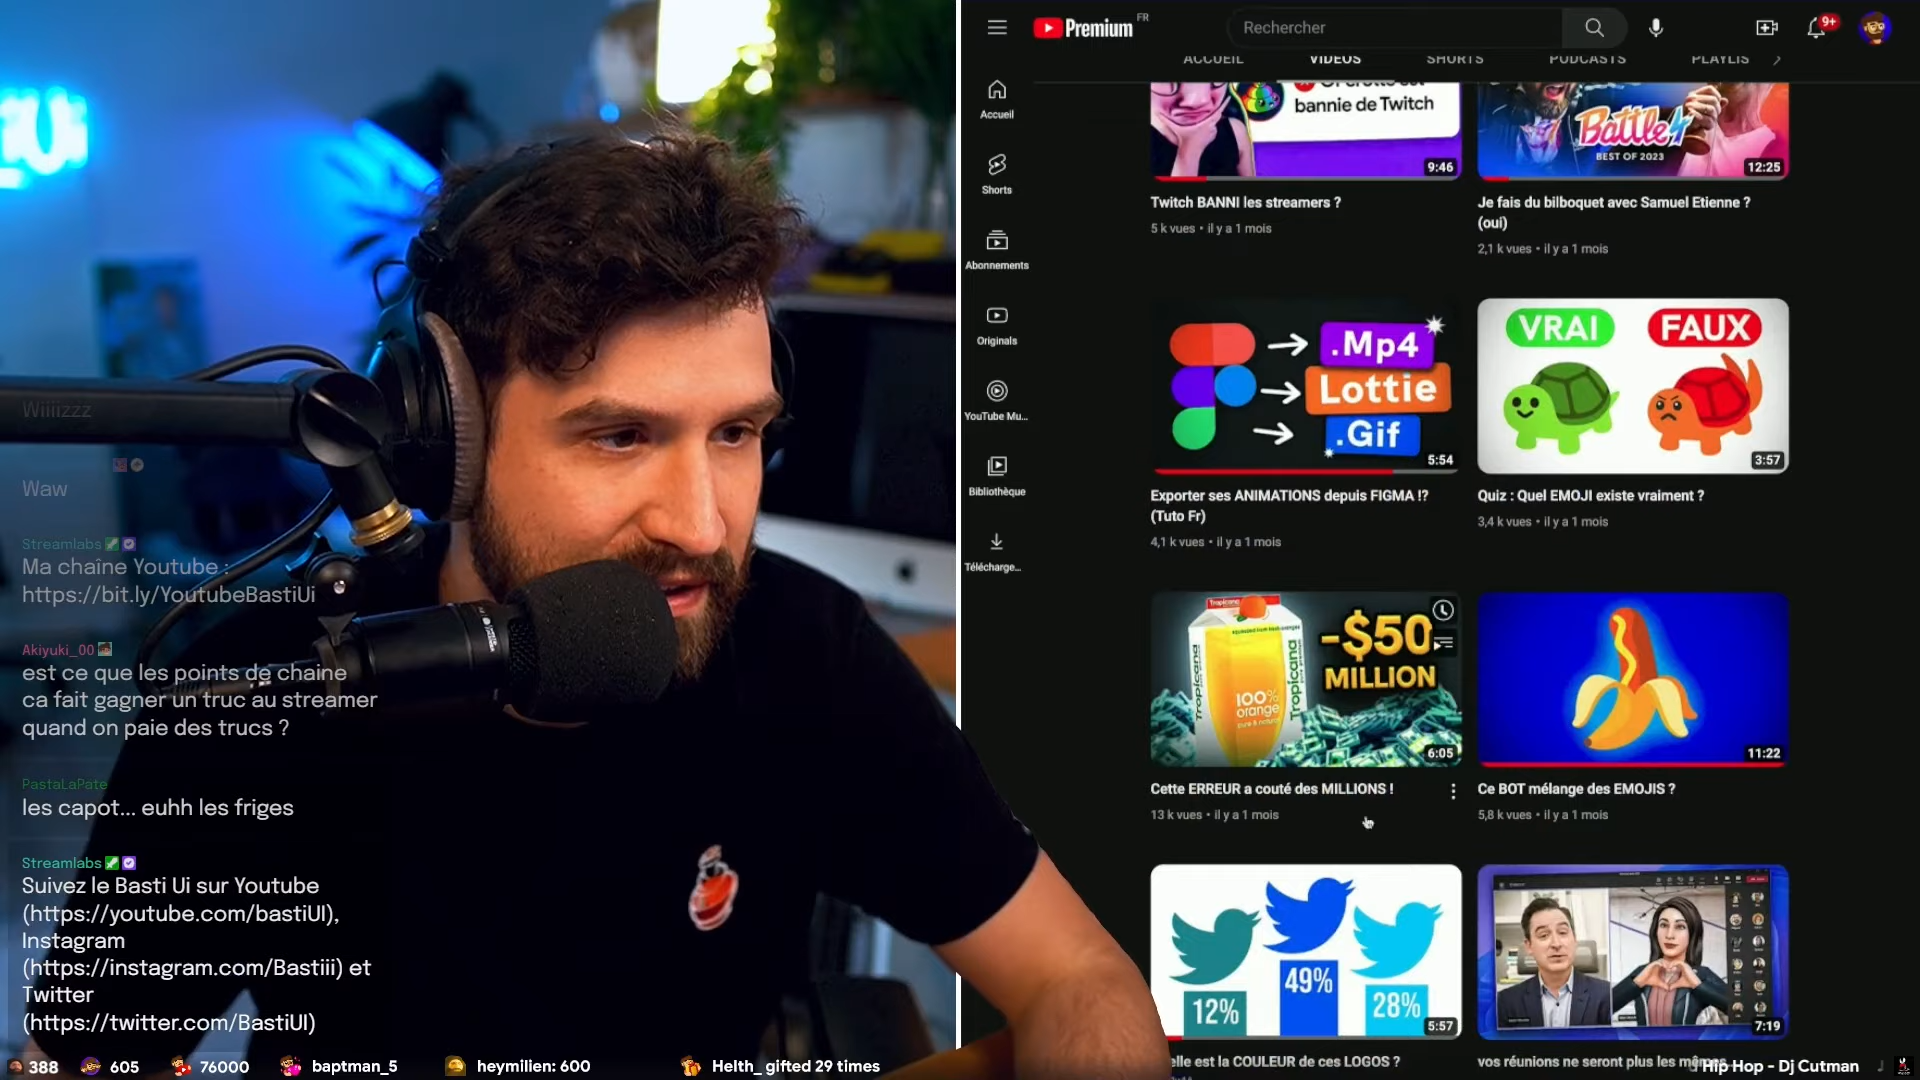 Wiiiizzz
Waw
Streamlabs
Ma chaîne Youtube :
https://bit.ly/YoutubeBastiUi
Akiyuki_00
est ce que les points de chaine
ca fait gagner un truc au streamer
quand on paie des trucs ?
PastaLaPate
les capot... euhh les friges
Streamlabs
Suivez le Basti Ui sur Youtube
(https://youtube.com/bastiUI),
Instagram
(https://instagram.com/Bastiii) et
Twitter
(https://twitter.com/BastiUI)
388
605
76000
baptman_5
heymilien: 600
Helth_ gifted 29 times
Premium FR
Rechercher
9+
ACCUEIL
VIDÉOS
SHORTS
PODCASTS
PLAYLIS
Accueil
Shorts
Abonnements
Originals
YouTube Mu...
Bibliothèque
Télécharge...
bannie de Twitch
9:46
Twitch BANNI les streamers ?
5 k vues • il y a 1 mois
Battle4
BEST OF 2023
12:25
Je fais du bilboquet avec Samuel Etienne ?
(oui)
2,1 k vues • il y a 1 mois
.Mp4
Lottie
.Gif
5:54
Exporter ses ANIMATIONS depuis FIGMA !?
(Tuto Fr)
4,1 k vues • il y a 1 mois
VRAI
FAUX
3:57
Quiz : Quel EMOJI existe vraiment ?
3,4 k vues • il y a 1 mois
Tropicana
Tropicana
Tropicana
100%
orange
-$50
MILLION
6:05
Cette ERREUR a couté des MILLIONS !
13 k vues • il y a 1 mois
11:22
Ce BOT mélange des EMOJIS ?
5,8 k vues • il y a 1 mois
12%
49%
28%
5:57
elle est la COULEUR de ces LOGOS ?
7:19
vos réunions ne seront plus les mêmes
Hip Hop - Dj Cutman